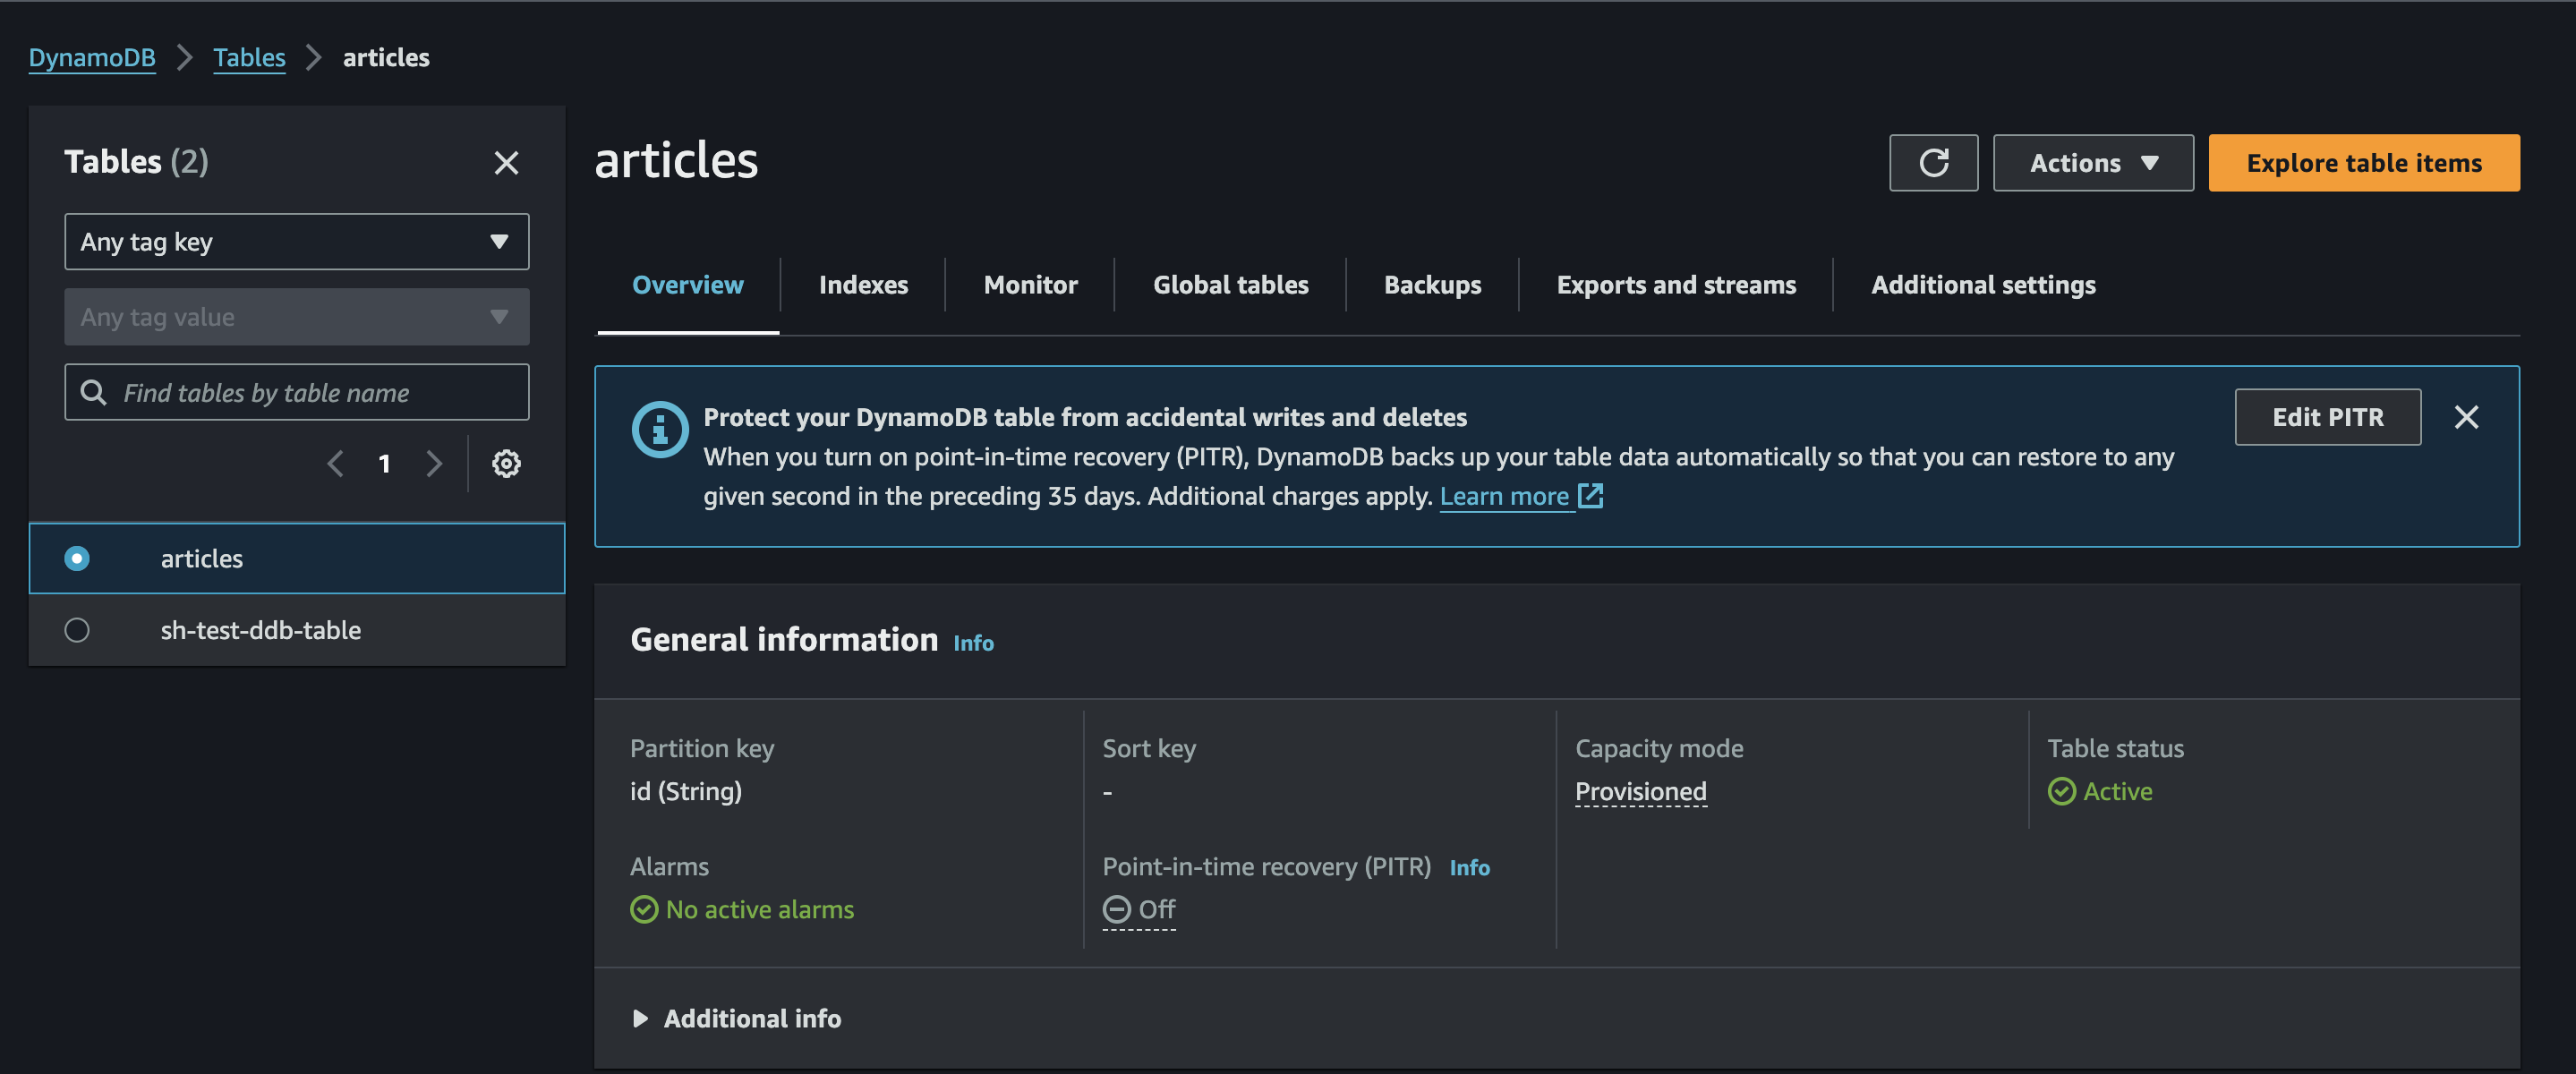 DynamoDB > Tables > articles
Tables (2)
Any tag key
Any tag value
Find tables by table name
1
articles
sh-test-ddb-table
articles
Actions
Explore table items
Overview
Indexes
Monitor
Global tables
Backups
Exports and streams
Additional settings
Protect your DynamoDB table from accidental writes and deletes
When you turn on point-in-time recovery (PITR), DynamoDB backs up your table data automatically so that you can restore to any
given second in the preceding 35 days. Additional charges apply. Learn more
Edit PITR
General information Info
Partition key
id (String)
Sort key
-
Capacity mode
Provisioned
Table status
Active
Alarms
No active alarms
Point-in-time recovery (PITR) Info
Off
Additional info